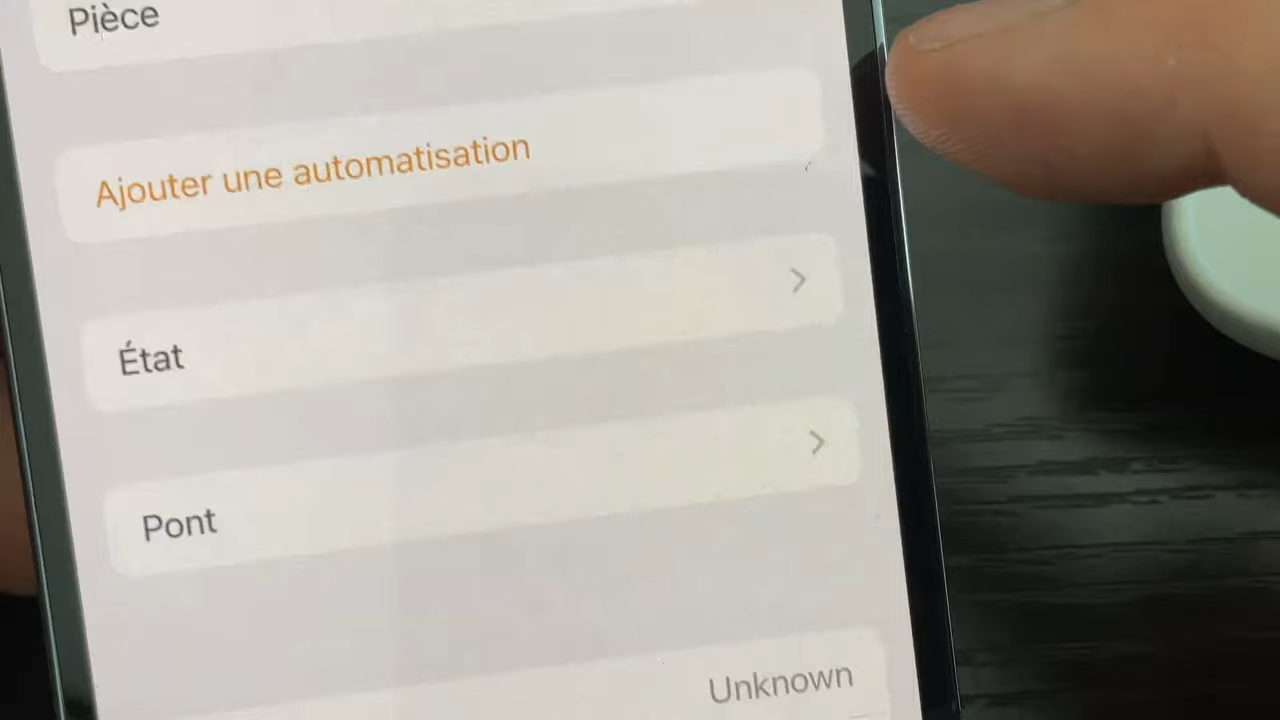 Pièce
Ajouter une automatisation
État
Pont
Unknown